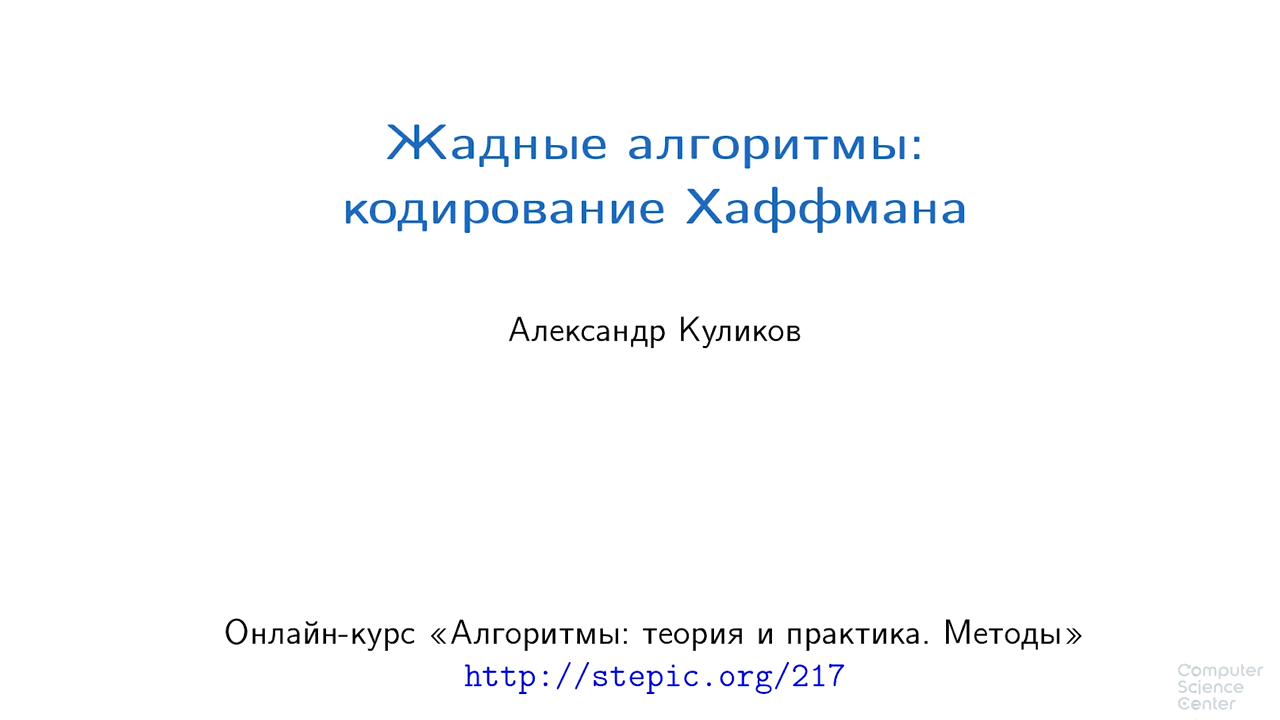 Жадные алгоритмы:
кодирование Хаффмана
Александр Куликов
Онлайн-курс «Алгоритмы: теория и практика. Методы»
http://stepic.org/217
Computer
Science
Center